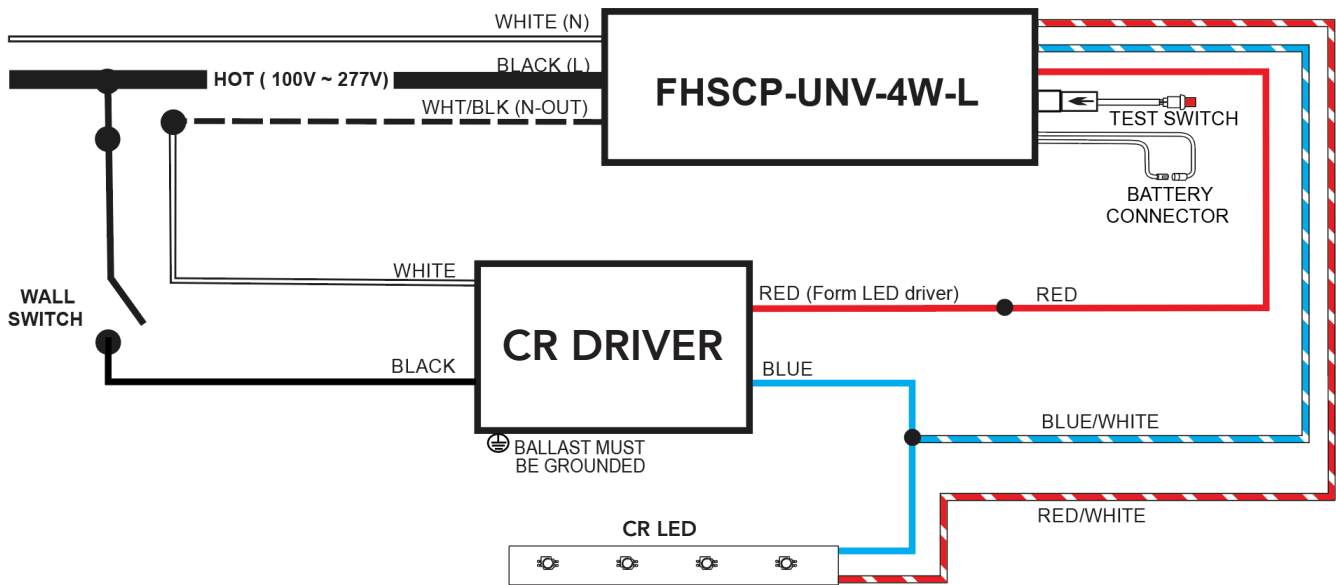 WHITE (N)
BLACK (L)
HOT ( 100V ~ 277V)
WHT/BLK (N-OUT)
FHSCP-UNV-4W-L
TEST SWITCH
BATTERY
CONNECTOR
WALL
SWITCH
WHITE
BLACK
CR DRIVER
RED (Form LED driver)
RED
BLUE
BLUE/WHITE
BALLAST MUST
BE GROUNDED
RED/WHITE
CR LED